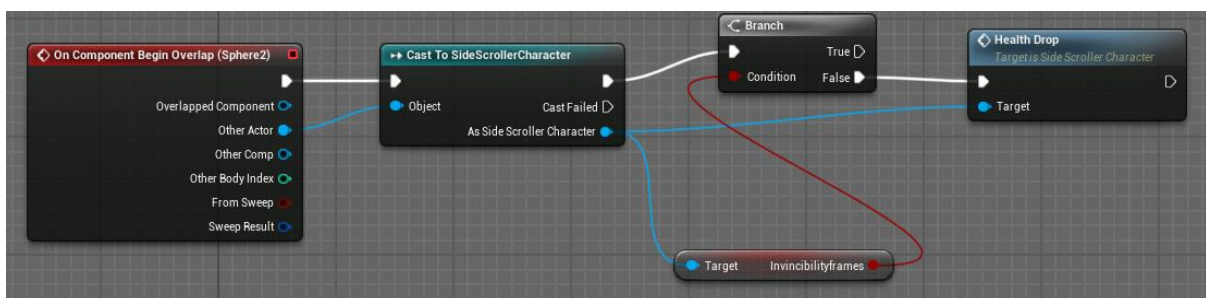 On Component Begin Overlap (Sphere2)
Overlapped Component
Other Actor
Other Comp
Other Body Index
From Sweep
Sweep Result
Cast To SideScrollerCharacter
Object
Cast Failed
As Side Scroller Character
Branch
True
Condition
False
Health Drop
Target is Side Scroller Character
Target
Target
Invincibilityframes